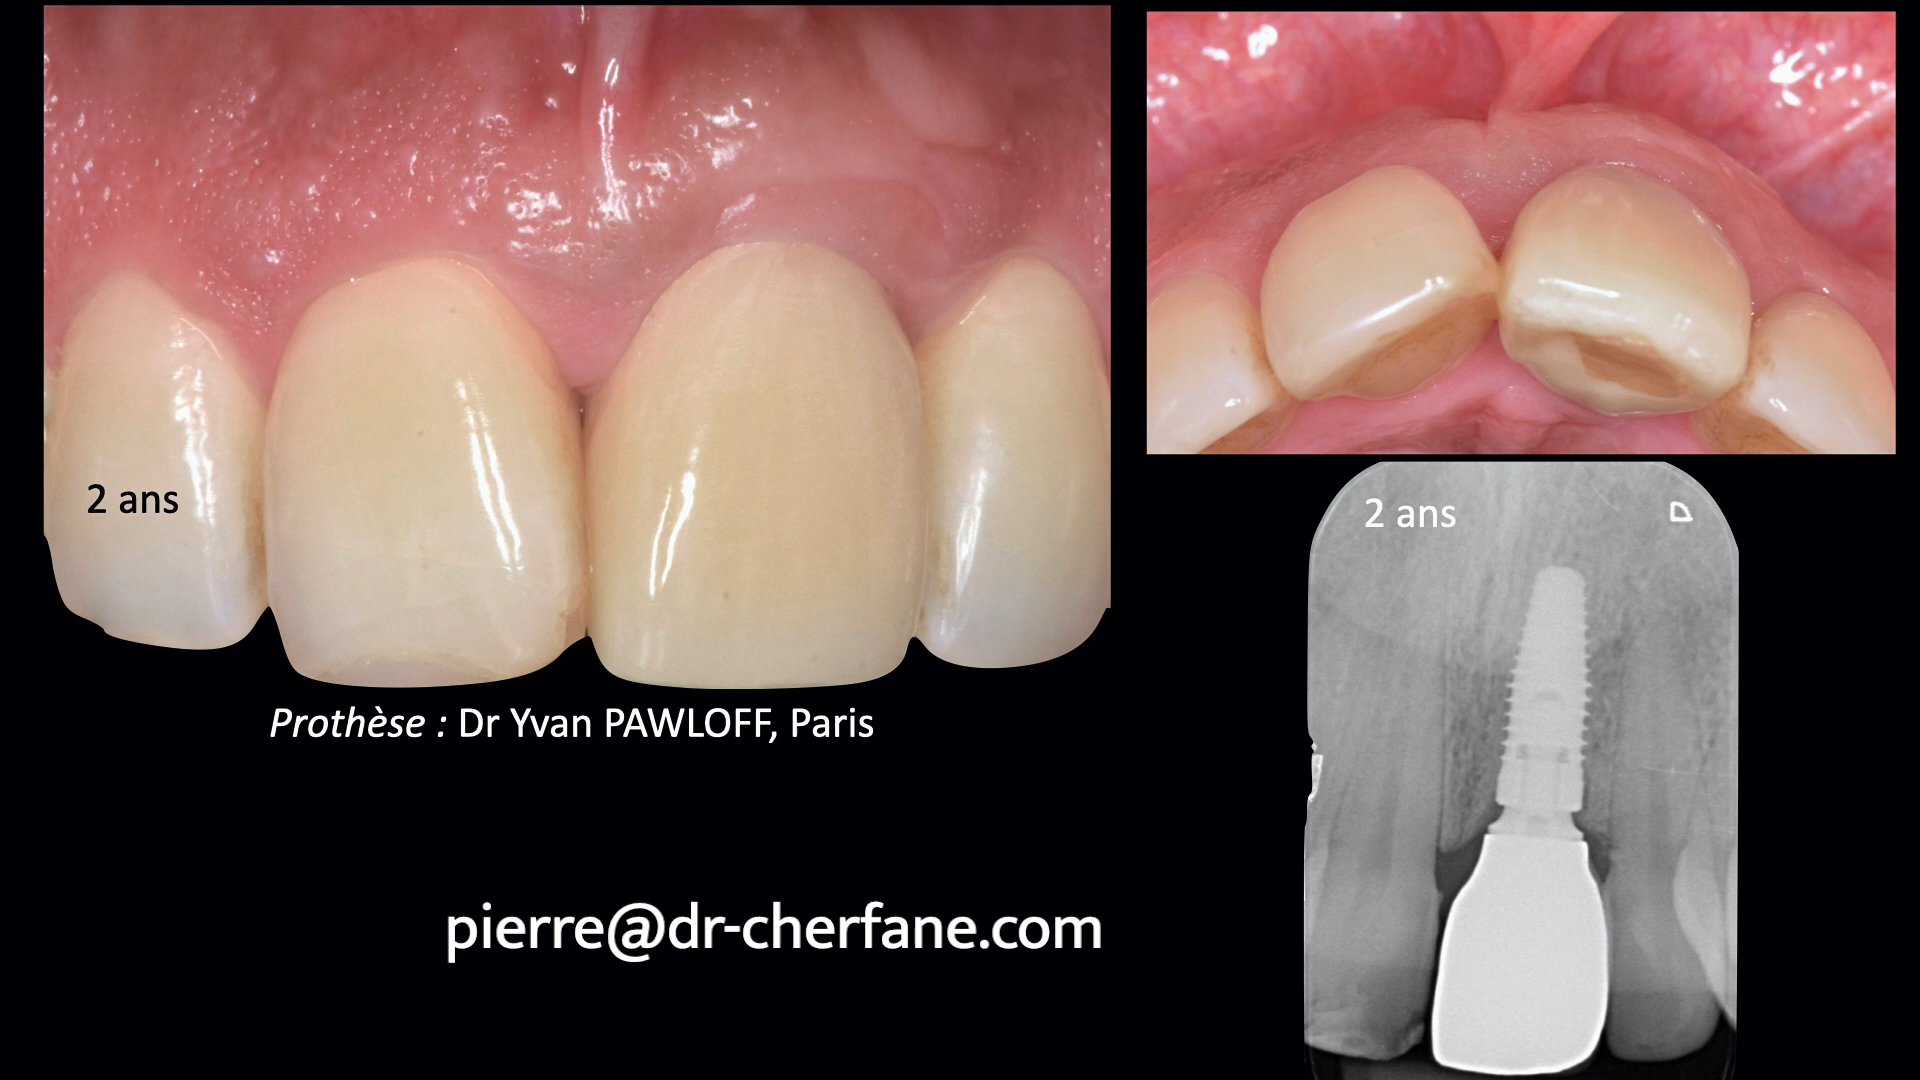 2 ans
Prothèse : Dr Yvan PAWLOFF, Paris
pierre@dr-cherfane.com
2 ans
D